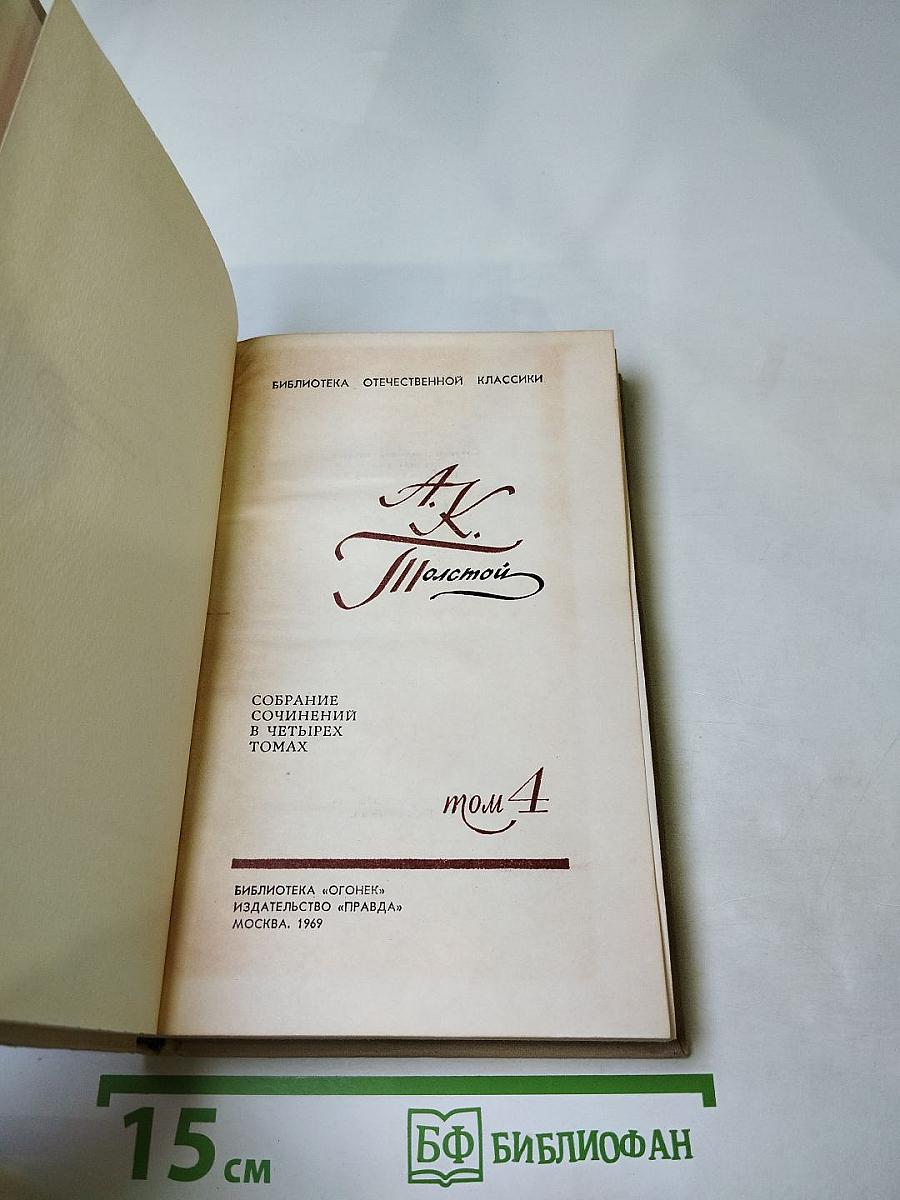 БИБЛИОТЕКА ОТЕЧЕСТВЕННОЙ КЛАССИКИ
А.К.
Толстой
СОБРАНИЕ
СОЧИНЕНИЙ
В ЧЕТЫРЕХ
ТОМАХ
том 4
БИБЛИОТЕКА «ОГОНЕК»
ИЗДАТЕЛЬСТВО «ПРАВДА»
МОСКВА. 1969
15 см
БФ БИБЛИОФАН